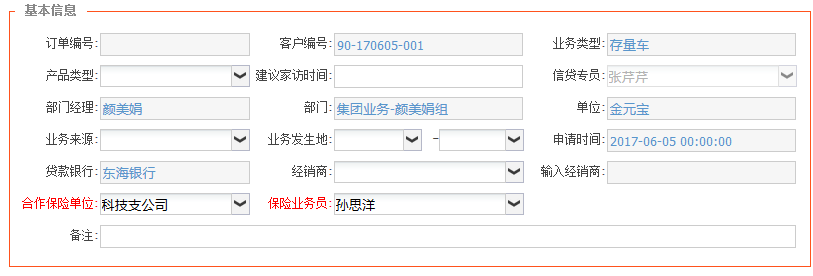 基本信息
订单编号: 客户编号: 90-170605-001 业务类型: 存量车
产品类型: 建议家访时间: 信贷专员: 张芹芹
部门经理: 颜美娟 部门: 集团业务-颜美娟组 单位: 金元宝
业务来源: 业务发生地: - 申请时间: 2017-06-05 00:00:00
贷款银行: 东海银行 经销商: 输入经销商:
合作保险单位: 科技支公司 保险业务员: 孙思洋
备注: